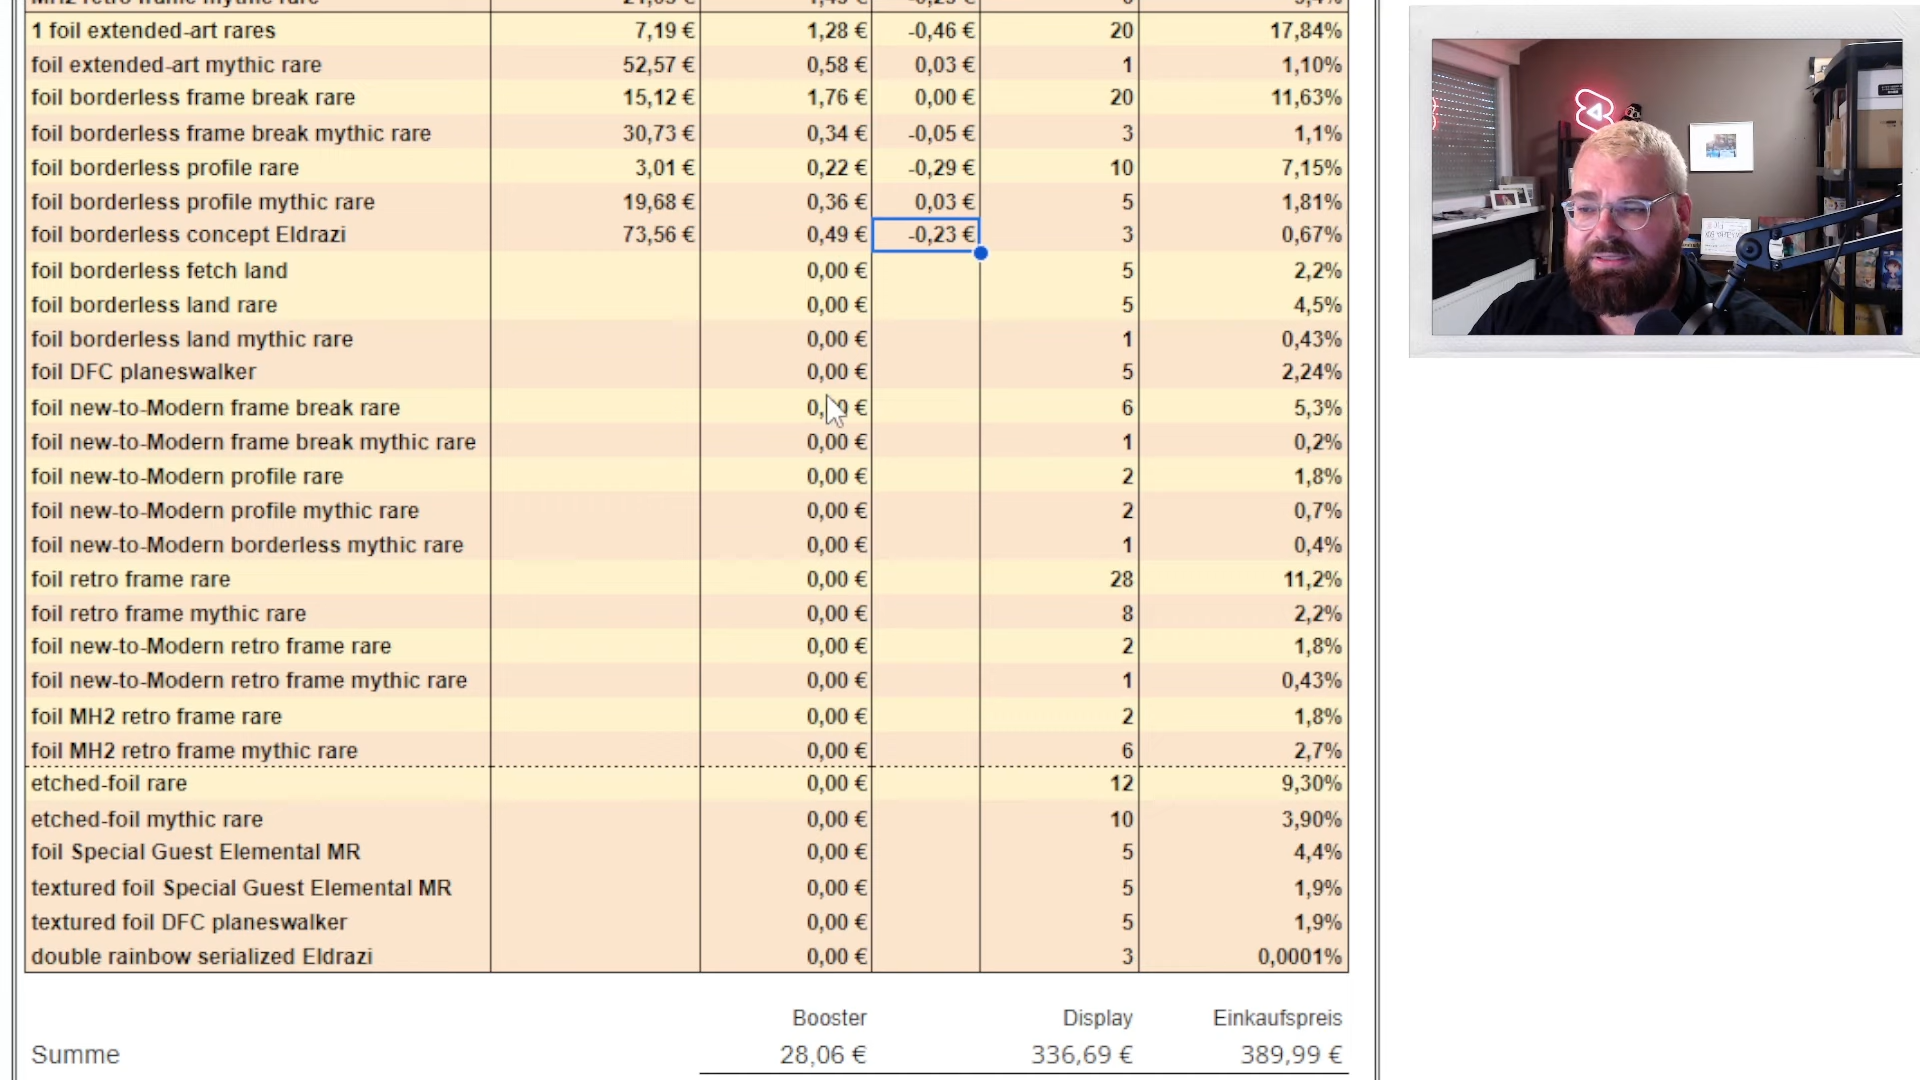 MH2 retro frame mythic rare
1 foil extended-art rares 7,19 € 1,28 € -0,46 € 20 17,84%
foil extended-art mythic rare 52,57 € 0,58 € 0,03 € 1 1,10%
foil borderless frame break rare 15,12 € 1,76 € 0,00 € 20 11,63%
foil borderless frame break mythic rare 30,73 € 0,34 € -0,05 € 3 1,1%
foil borderless profile rare 3,01 € 0,22 € -0,29 € 10 7,15%
foil borderless profile mythic rare 19,68 € 0,36 € 0,03 € 5 1,81%
foil borderless concept Eldrazi 73,56 € 0,49 € -0,23 € 3 0,67%
foil borderless fetch land 0,00 € 5 2,2%
foil borderless land rare 0,00 € 5 4,5%
foil borderless land mythic rare 0,00 € 1 0,43%
foil DFC planeswalker 0,00 € 5 2,24%
foil new-to-Modern frame break rare 0,00 € 6 5,3%
foil new-to-Modern frame break mythic rare 0,00 € 1 0,2%
foil new-to-Modern profile rare 0,00 € 2 1,8%
foil new-to-Modern profile mythic rare 0,00 € 2 0,7%
foil new-to-Modern borderless mythic rare 0,00 € 1 0,4%
foil retro frame rare 0,00 € 28 11,2%
foil retro frame mythic rare 0,00 € 8 2,2%
foil new-to-Modern retro frame rare 0,00 € 2 1,8%
foil new-to-Modern retro frame mythic rare 0,00 € 1 0,43%
foil MH2 retro frame rare 0,00 € 2 1,8%
foil MH2 retro frame mythic rare 0,00 € 6 2,7%
etched-foil rare 0,00 € 12 9,30%
etched-foil mythic rare 0,00 € 10 3,90%
foil Special Guest Elemental MR 0,00 € 5 4,4%
textured foil Special Guest Elemental MR 0,00 € 5 1,9%
textured foil DFC planeswalker 0,00 € 5 1,9%
double rainbow serialized Eldrazi 0,00 € 3 0,0001%
Booster Display Einkaufspreis
Summe 28,06 € 336,69 € 389,99 €